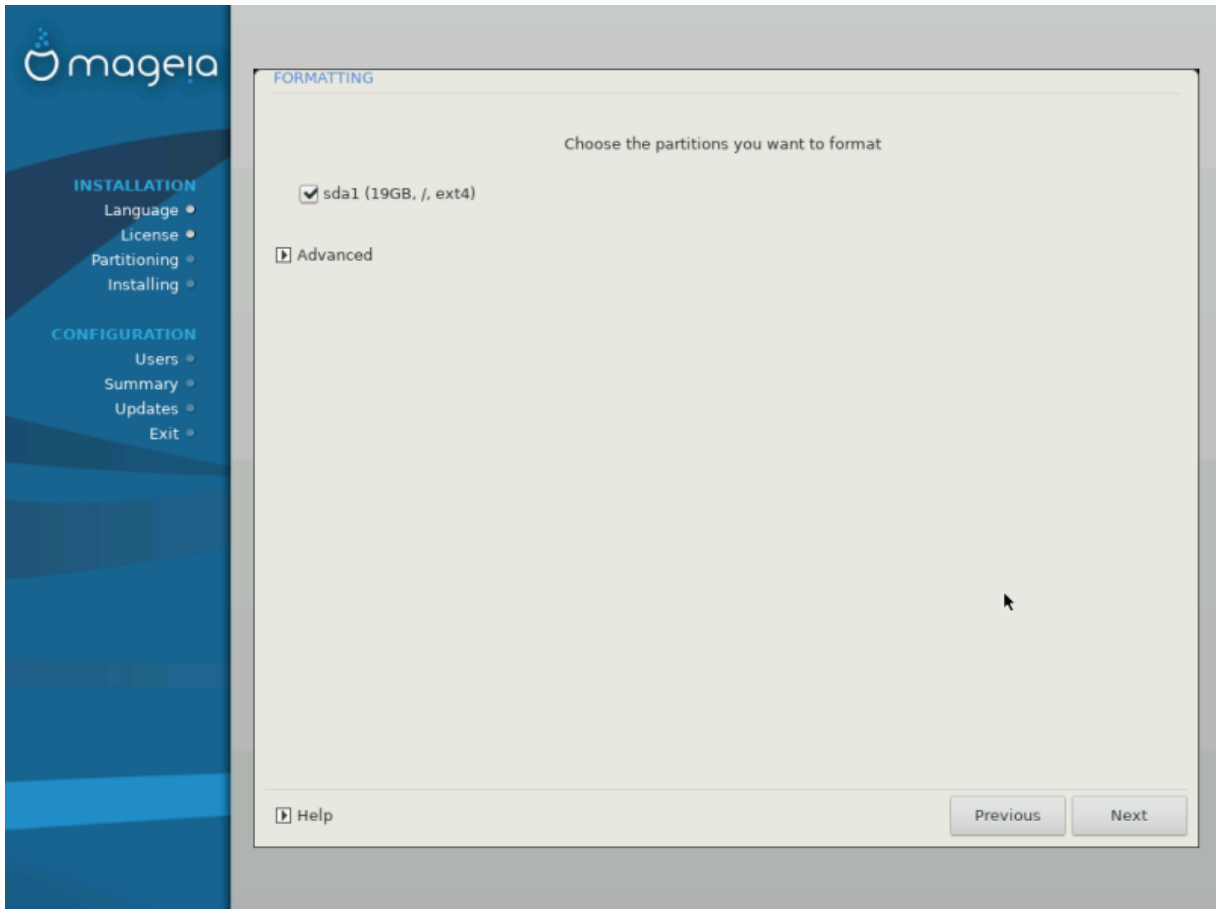 mageia
INSTALLATION
Language
License
Partitioning
Installing
CONFIGURATION
Users
Summary
Updates
Exit
FORMATTING
Choose the partitions you want to format
sda1 (19GB, /, ext4)
Advanced
Help
Previous
Next